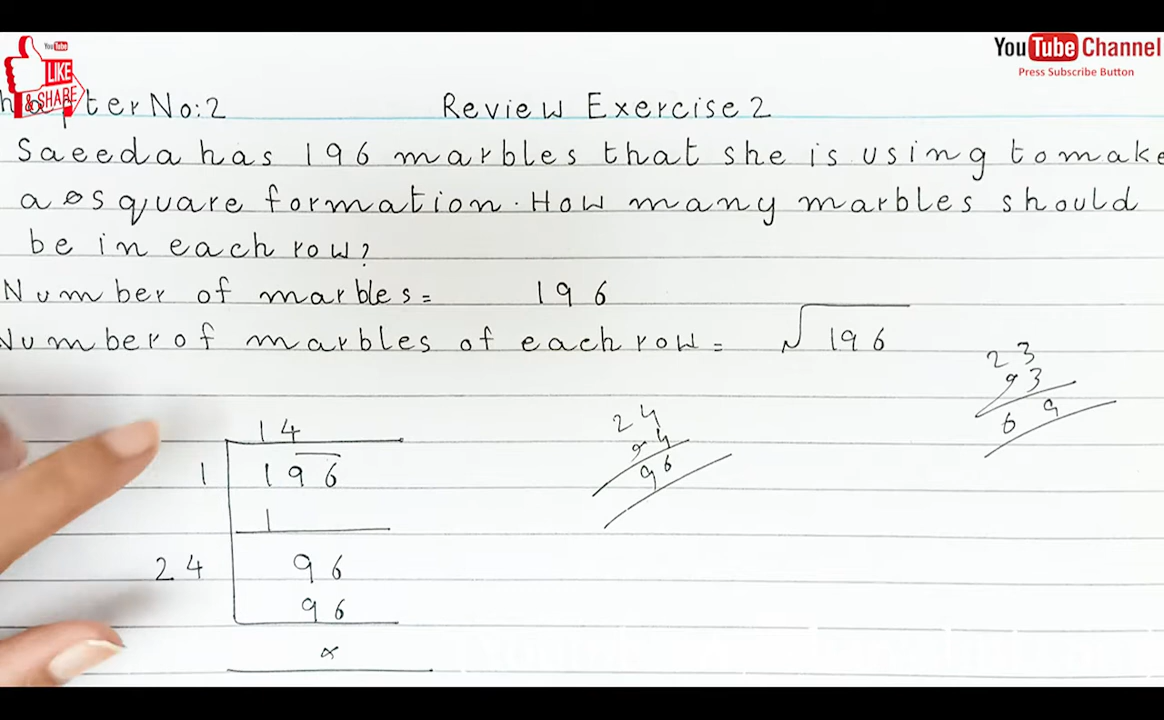 YouTube
LIKE
& SHARE
YouTube Channel
Press Subscribe Button
hapter No:2 Review Exercise 2
Saeeda has 196 marbles that she is using to make
a square formation. How many marbles should
be in each row?
Number of marbles = 196
Number of marbles of each row = √196
23
×3
69
24
×4
96
14
1 196
1
24 96
96
×